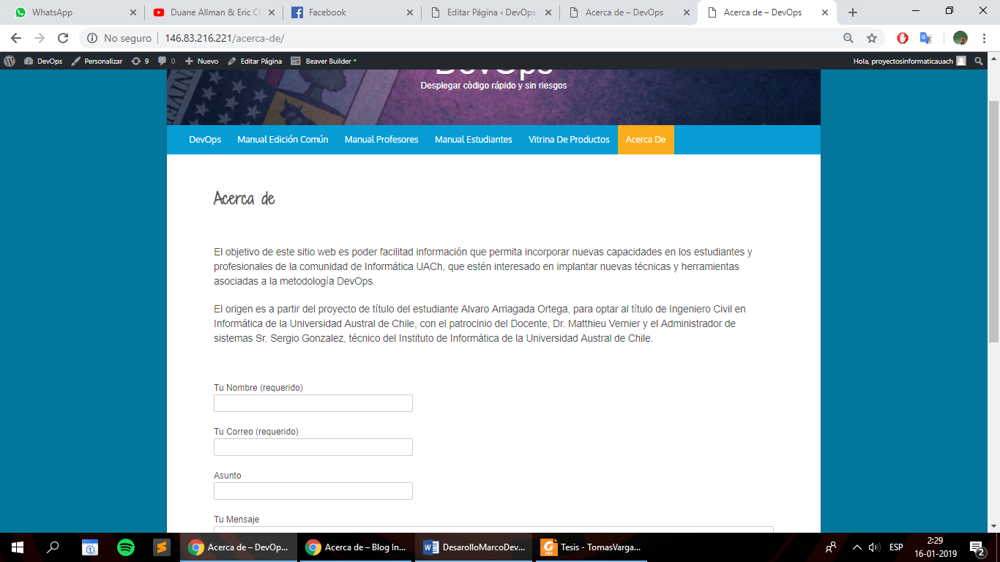 WhatsApp
Duane Allman & Eric Cl
Facebook
Editar Página ‹ DevOps
Acerca de – DevOps
Acerca de – DevOps
No seguro
146.83.216.221/acerca-de/
DevOps
Personalizar
9
0
Nuevo
Editar Página
Beaver Builder
Hola, proyectosinformaticauach
DevOps
Desplegar código rápido y sin riesgos
DevOps
Manual Edición Común
Manual Profesores
Manual Estudiantes
Vitrina De Productos
Acerca De
Acerca de
El objetivo de este sitio web es poder facilitad información que permita incorporar nuevas capacidades en los estudiantes y
profesionales de la comunidad de Informática UACh, que estén interesado en implantar nuevas técnicas y herramientas
asociadas a la metodología DevOps.
El origen es a partir del proyecto de título del estudiante Alvaro Arriagada Ortega, para optar al título de Ingeniero Civil en
Informática de la Universidad Austral de Chile, con el patrocinio del Docente, Dr. Matthieu Vernier y el Administrador de
sistemas Sr. Sergio Gonzalez, técnico del Instituto de Informática de la Universidad Austral de Chile.
Tu Nombre (requerido)
Tu Correo (requerido)
Asunto
Tu Mensaje
Acerca de – DevOp...
Acerca de – Blog In...
DesarolloMarcoDev...
Tesis - TomasVarga...
ESP
2:29
16-01-2019
2